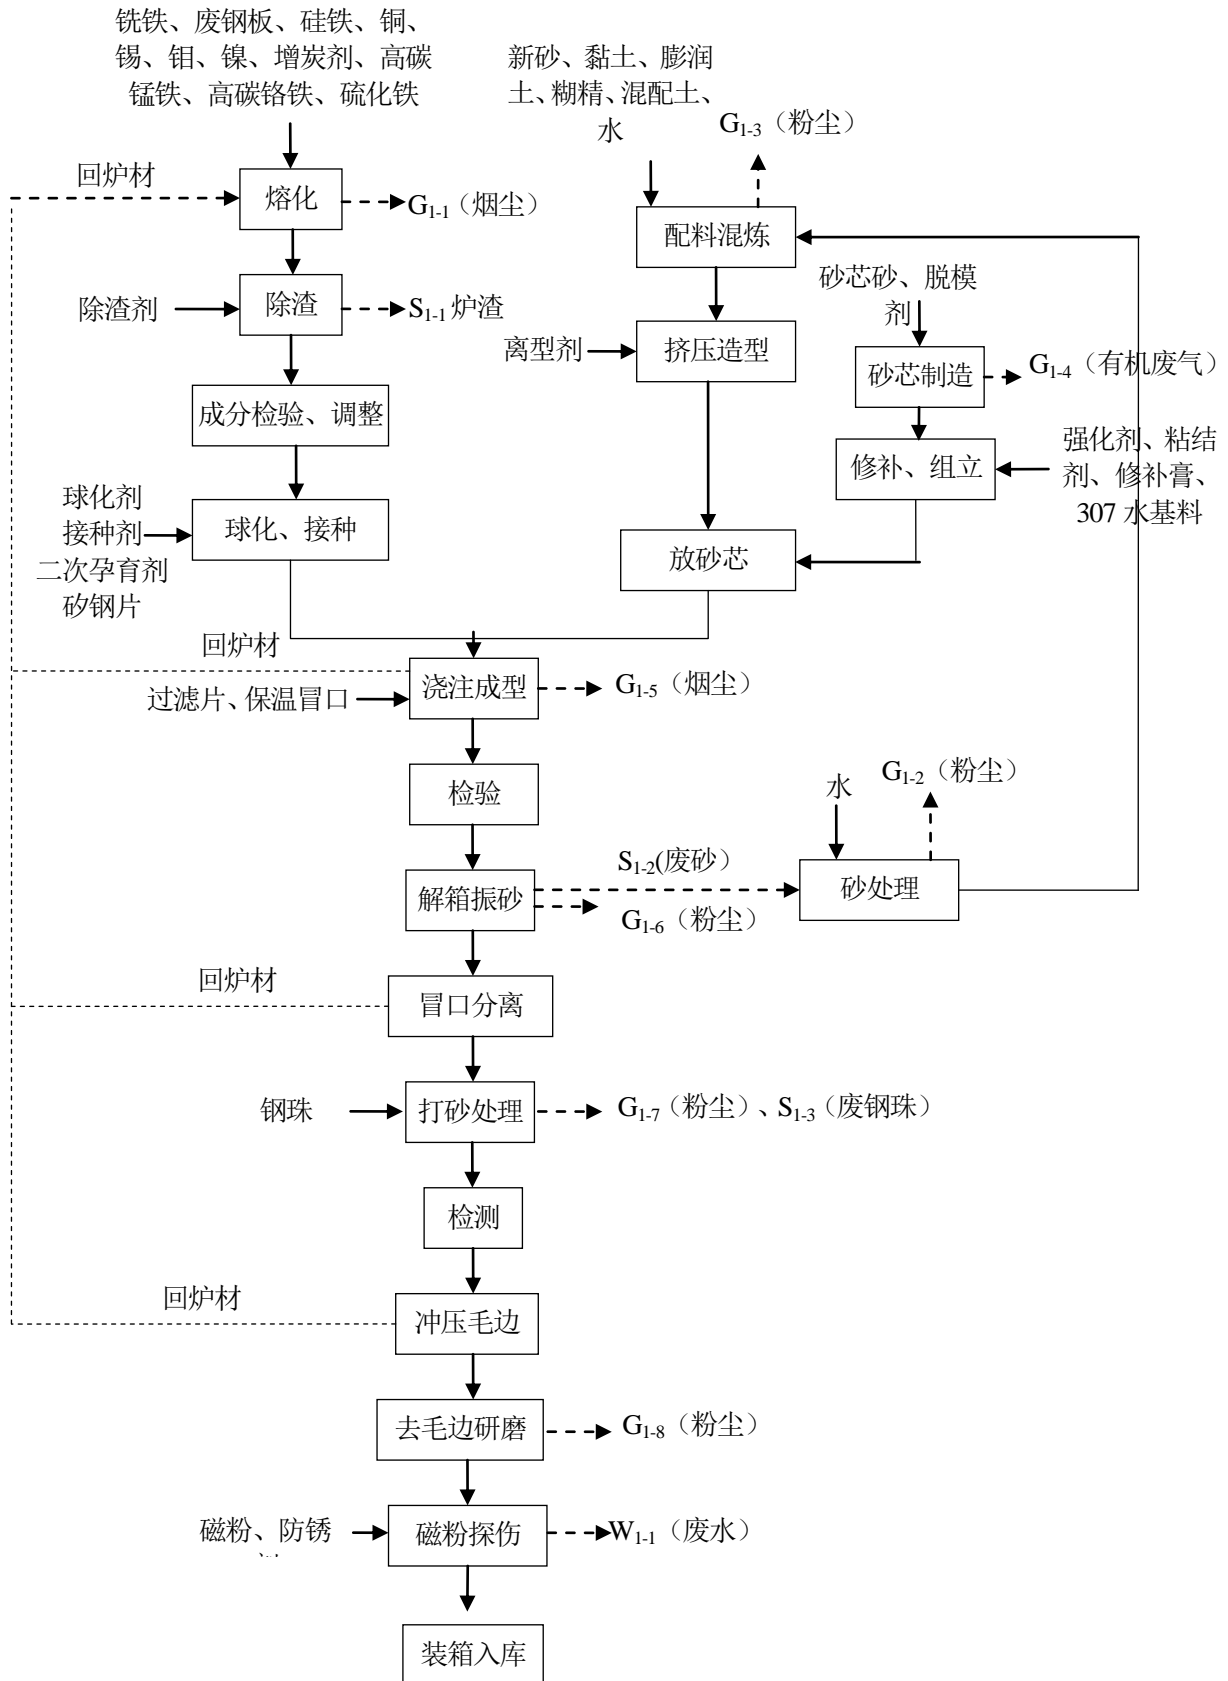 铣铁、废钢板、硅铁、铜、
锡、钼、镍、增炭剂、高碳
锰铁、高碳铬铁、硫化铁
新砂、黏土、膨润
土、糊精、混配土、
水
G1-3（粉尘）
回炉材
熔化
G1-1（烟尘）
配料混炼
砂芯砂、脱模
剂
除渣剂
除渣
S1-1 炉渣
离型剂
挤压造型
砂芯制造
G1-4（有机废气）
成分检验、调整
修补、组立
强化剂、粘结
剂、修补膏、
307 水基料
球化剂
接种剂
二次孕育剂
矽钢片
球化、接种
放砂芯
回炉材
过滤片、保温冒口
浇注成型
G1-5（烟尘）
检验
水
G1-2（粉尘）
解箱振砂
S1-2(废砂）
G1-6（粉尘）
砂处理
回炉材
冒口分离
钢珠
打砂处理
G1-7（粉尘）、S1-3（废钢珠）
检测
回炉材
冲压毛边
去毛边研磨
G1-8（粉尘）
磁粉、防锈
磁粉探伤
W1-1（废水）
装箱入库